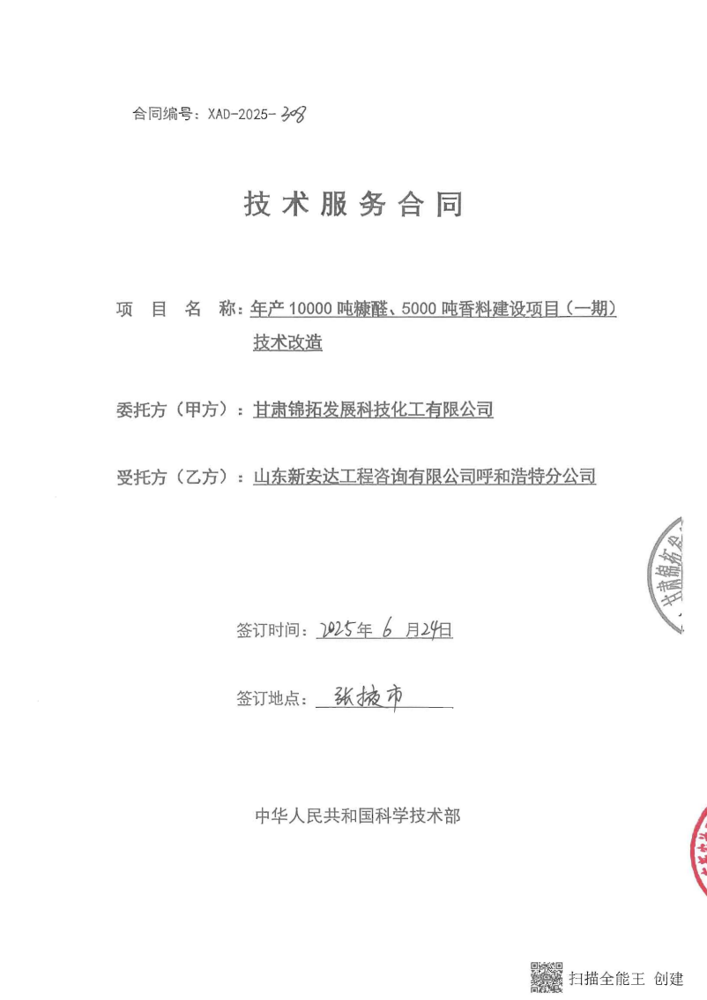 合同编号：XAD-2025-308
技术服务合同
项目名称：年产10000吨糠醛、5000吨香料建设项目（一期）
技术改造
委托方（甲方）：甘肃锦拓发展科技化工有限公司
受托方（乙方）：山东新安达工程咨询有限公司呼和浩特分公司
甘肃锦拓发
签订时间：2025年6月24日
签订地点：张掖市
中华人民共和国科学技术部
扫描全能王 创建